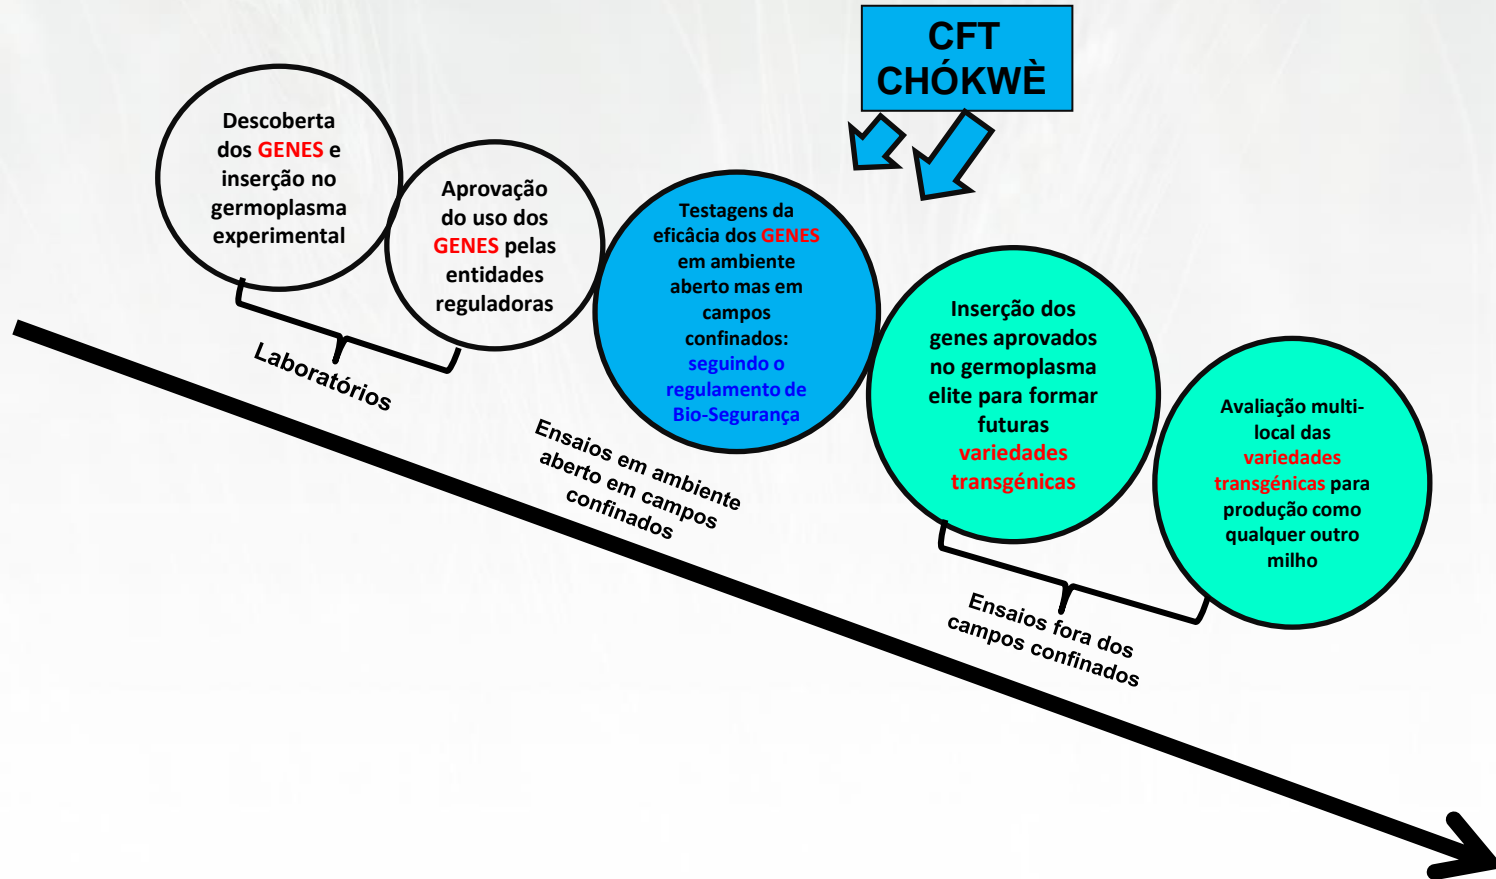 CFT
CHÓKWÈ
Descoberta
dos GENES e
inserção no
germoplasma
experimental
Aprovação
do uso dos
GENES pelas
entidades
reguladoras
Laboratórios
Testagens da
eficâcia dos GENES
em ambiente
aberto mas em
campos
confinados:
seguindo o
regulamento de
Bio-Segurança
Ensaios em ambiente
aberto em campos
confinados
Inserção dos
genes aprovados
no germoplasma
elite para formar
futuras
variedades
transgénicas
Avaliação multi-
local das
variedades
transgénicas para
produção como
qualquer outro
milho
Ensaios fora dos
campos confinados